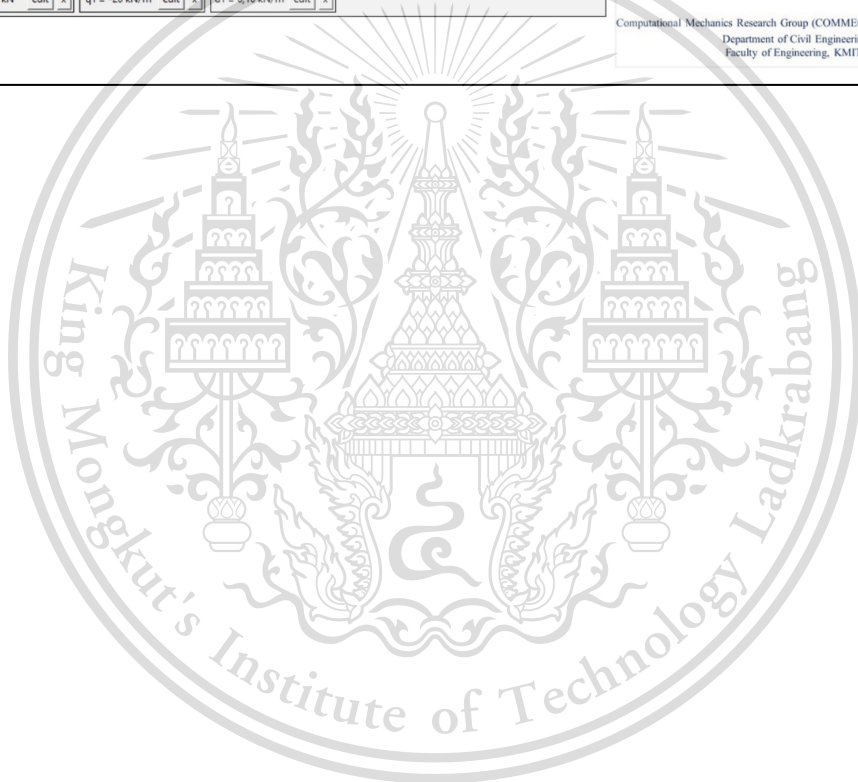 Computational Mechanics Research Group (COMME
Department of Civil Engineeri
Faculty of Engineering, KMIT
King Mongkut's Institute of Technology Ladkrabang